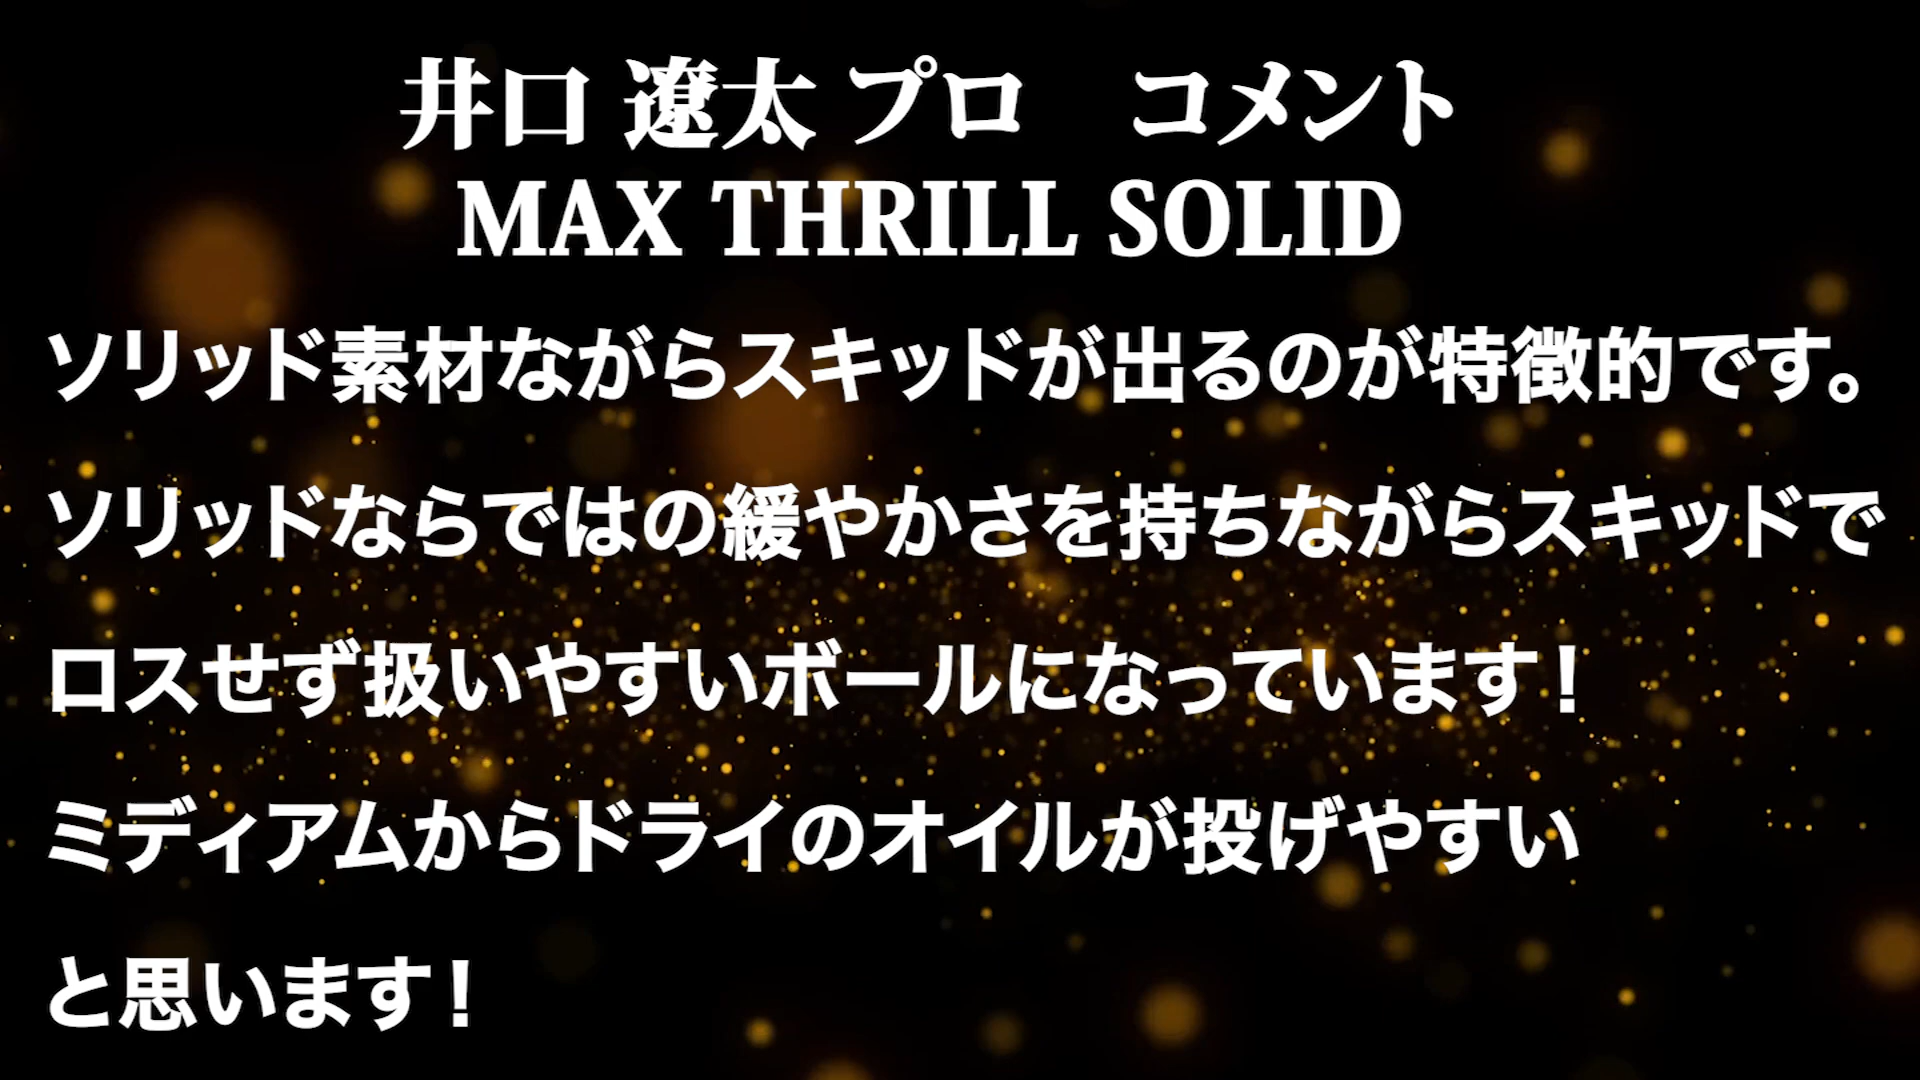 井口 遼太 プロ　コメント
MAX THRILL SOLID
ソリッド素材ながらスキッドが出るのが特徴的です。
ソリッドならではの緩やかさを持ちながらスキッドで
ロスせず扱いやすいボールになっています！
ミディアムからドライのオイルが投げやすい
と思います！